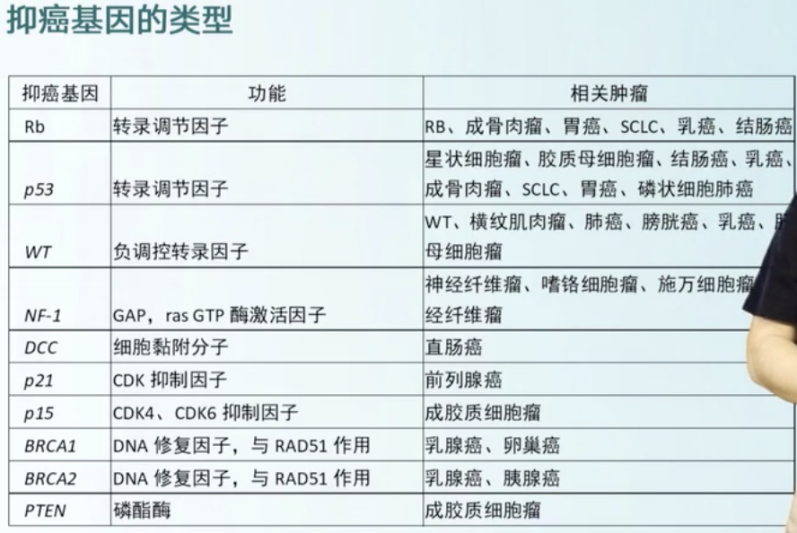 抑癌基因的类型
抑癌基因 功能 相关肿瘤
Rb 转录调节因子 RB、成骨肉瘤、胃癌、SCLC、乳癌、结肠癌
星状细胞瘤、胶质母细胞瘤、结肠癌、乳癌、
p53 转录调节因子 成骨肉瘤、SCLC、胃癌、磷状细胞肺癌
WT、横纹肌肉瘤、肺癌、膀胱癌、乳癌、
WT 负调控转录因子 母细胞瘤
神经纤维瘤、嗜铬细胞瘤、施万细胞瘤
NF-1 GAP，ras GTP 酶激活因子 经纤维瘤
DCC 细胞黏附分子 直肠癌
p21 CDK 抑制因子 前列腺癌
p15 CDK4、CDK6 抑制因子 成胶质细胞瘤
BRCA1 DNA 修复因子，与 RAD51 作用 乳腺癌、卵巢癌
BRCA2 DNA 修复因子，与 RAD51 作用 乳腺癌、胰腺癌
PTEN 磷酯酶 成胶质细胞瘤